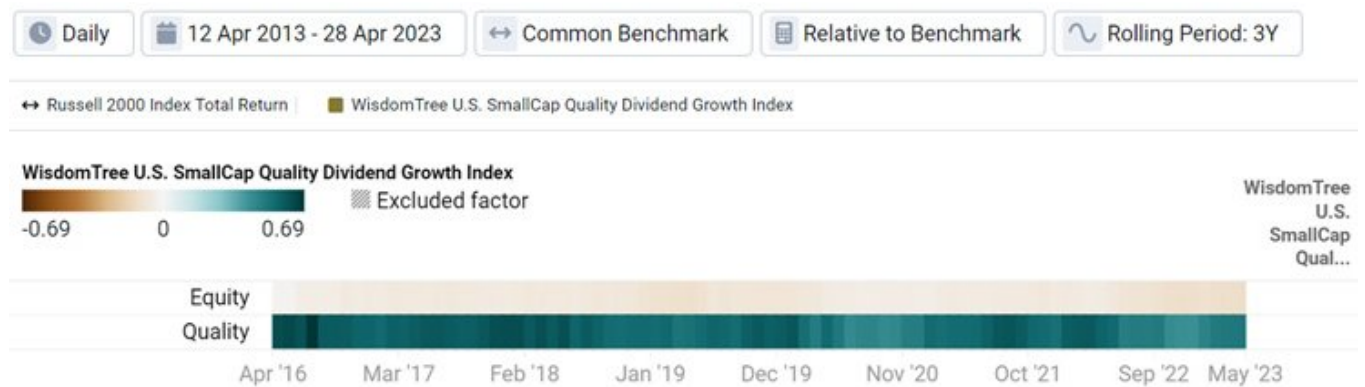 Daily 12 Apr 2013 - 28 Apr 2023 Common Benchmark Relative to Benchmark Rolling Period: 3Y
Russell 2000 Index Total Return WisdomTree U.S. SmallCap Quality Dividend Growth Index
WisdomTree U.S. SmallCap Quality Dividend Growth Index
Excluded factor
-0.69 0 0.69
WisdomTree
U.S.
SmallCap
Qual...
Equity
Quality
Apr '16 Mar '17 Feb '18 Jan '19 Dec '19 Nov '20 Oct '21 Sep '22 May '23